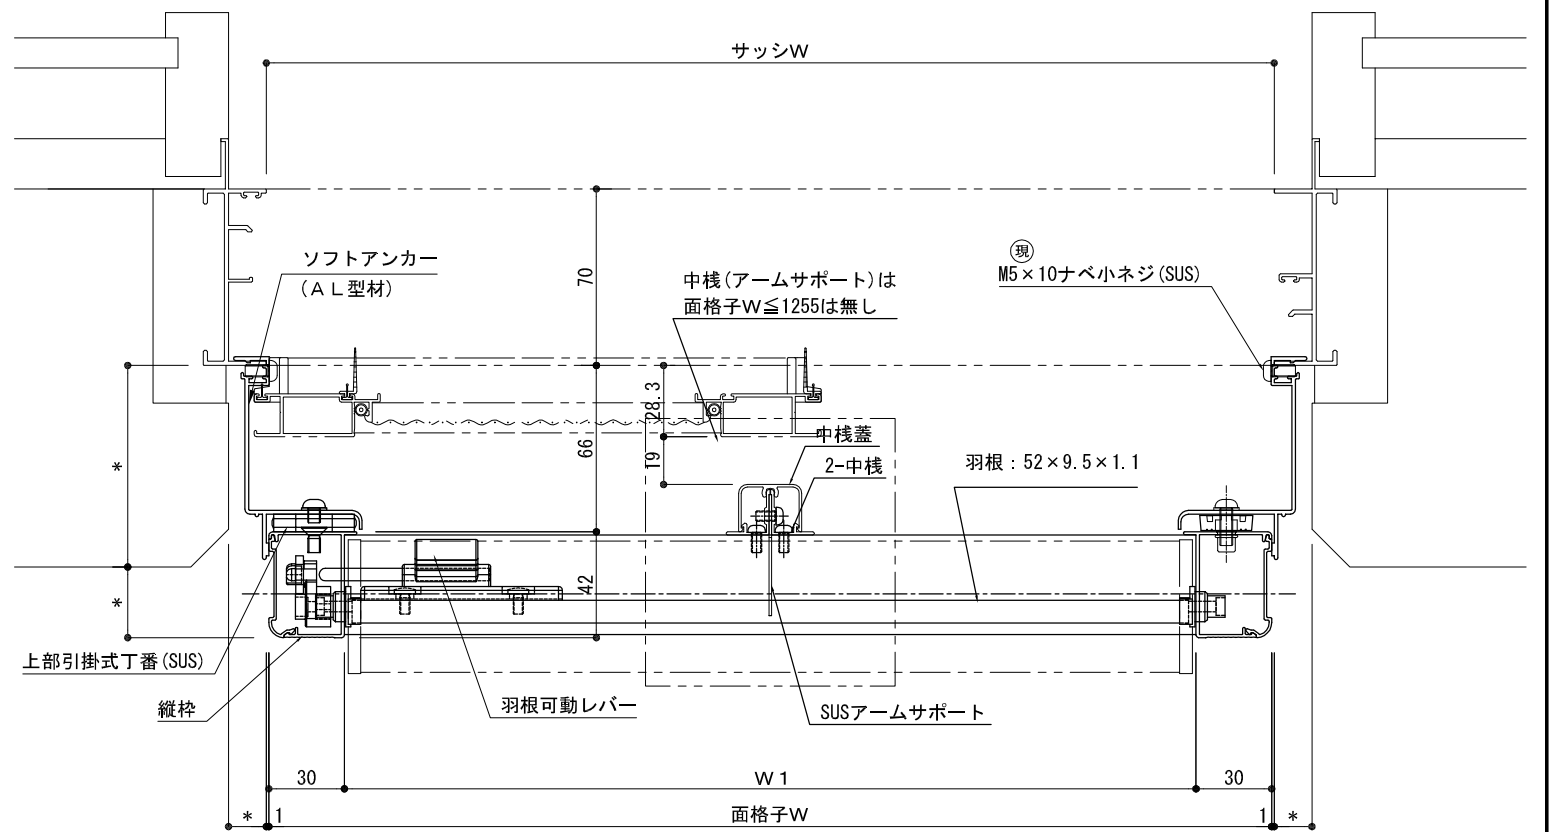 サッシW
ソフトアンカー
(AL型材)
70
中桟(アームサポート)は
面格子W≦1255は無し
現
M5×10ナベ小ネジ(SUS)
28.3
66
19
中桟蓋
2-中桟
羽根:52×9.5×1.1
*
*
42
上部引掛式丁番(SUS)
縦枠
羽根可動レバー
SUSアームサポート
30
W1
30
*
1
面格子W
1
*